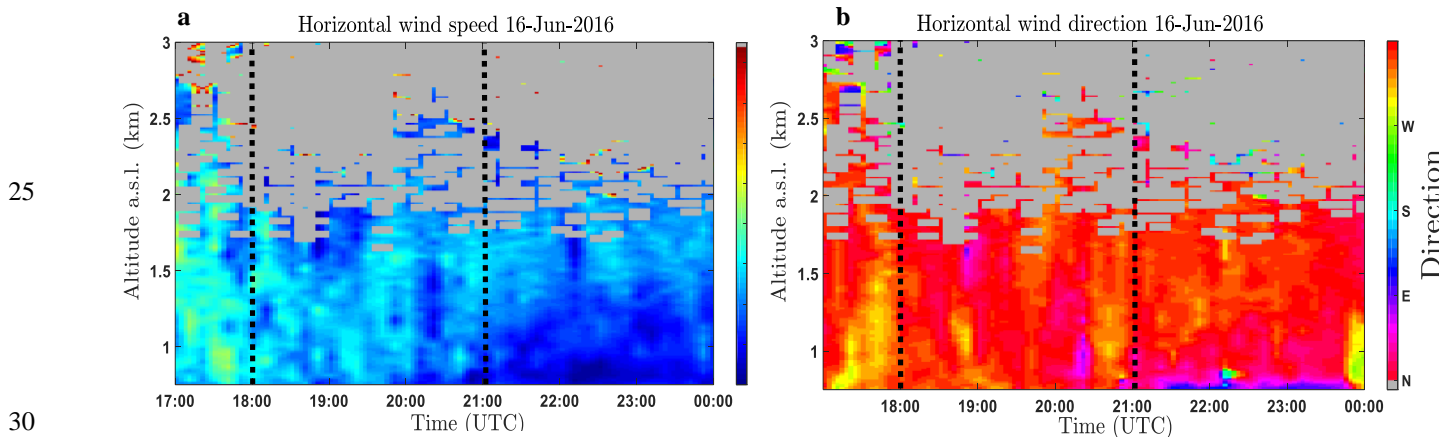 a
Horizontal wind speed 16-Jun-2016
3
2.5
2
1.5
1
Altitude a.s.l. (km)
17:00 18:00 19:00 20:00 21:00 22:00 23:00 00:00
Time (UTC)
b
Horizontal wind direction 16-Jun-2016
3
2.5
2
1.5
1
Altitude a.s.l. (km)
18:00 19:00 20:00 21:00 22:00 23:00 00:00
Time (UTC)
W
S
E
N
Direction
25
30